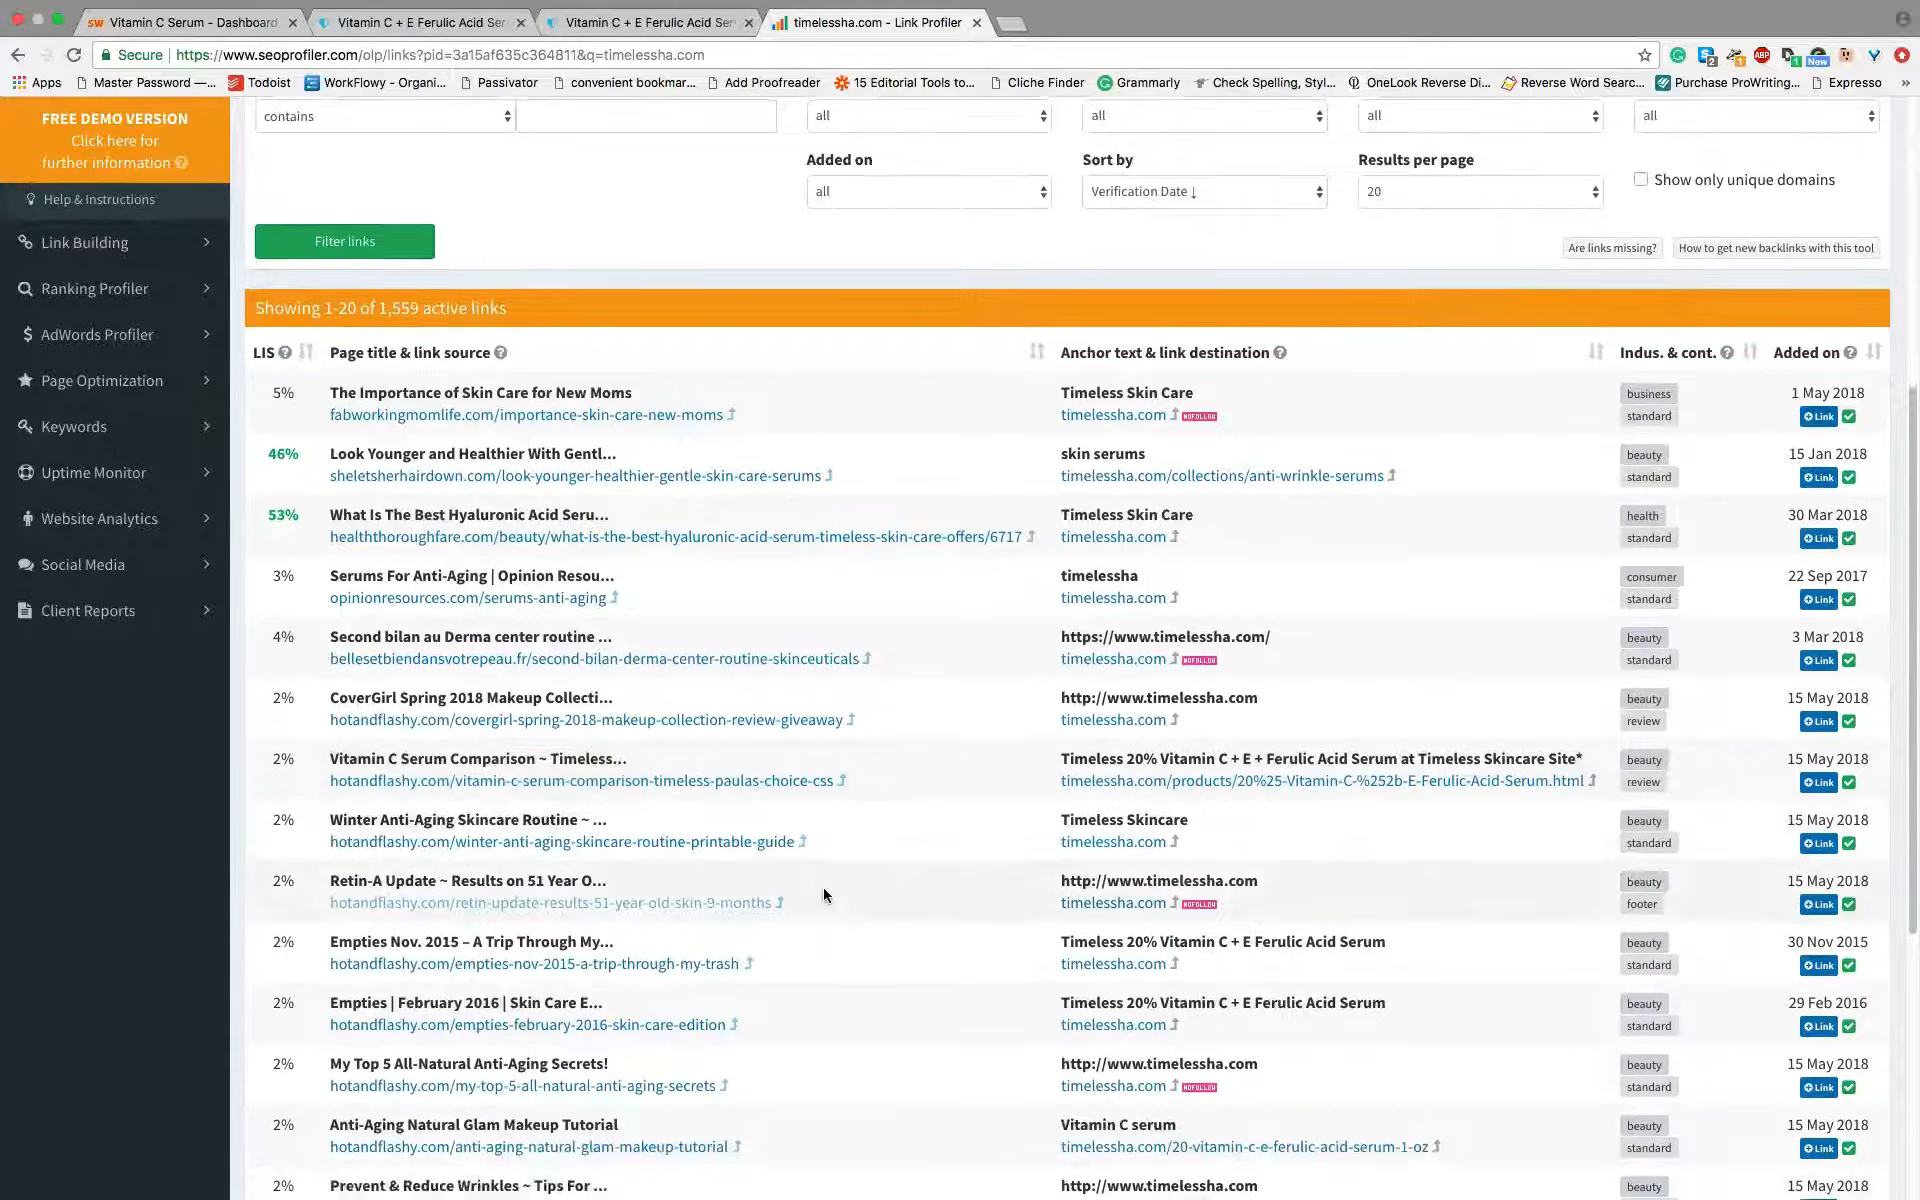 SW Vitamin C Serum - Dashboard
Vitamin C + E Ferulic Acid Ser
Vitamin C + E Ferulic Acid Ser
timelessha.com - Link Profiler
Secure
https://www.seoprofiler.com/olp/links?pid=3a15af635c364811&q=timelessha.com
ABP
2
1
1
New
Apps
Master Password —...
Todoist
WorkFlowy - Organi...
Passivator
convenient bookmar...
Add Proofreader
15 Editorial Tools to...
Cliche Finder
Grammarly
Check Spelling, Styl...
OneLook Reverse Di...
Reverse Word Searc...
Purchase ProWriting...
Expresso
»
FREE DEMO VERSION
Click here for
further information
Help & Instructions
Link Building
Ranking Profiler
AdWords Profiler
Page Optimization
Keywords
Uptime Monitor
Website Analytics
Social Media
Client Reports
contains
all
all
all
all
Added on
Sort by
Results per page
all
Verification Date ↓
20
Show only unique domains
Filter links
Are links missing?
How to get new backlinks with this tool
Showing 1-20 of 1,559 active links
LIS
Page title & link source
Anchor text & link destination
Indus. & cont.
Added on
5% The Importance of Skin Care for New Moms Timeless Skin Care business 1 May 2018
fabworkingmomlife.com/importance-skin-care-new-moms timelessha.com NOFOLLOW standard Link
46% Look Younger and Healthier With Gentl... skin serums beauty 15 Jan 2018
sheletsherhairdown.com/look-younger-healthier-gentle-skin-care-serums timelessha.com/collections/anti-wrinkle-serums standard Link
53% What Is The Best Hyaluronic Acid Seru... Timeless Skin Care health 30 Mar 2018
healththoroughfare.com/beauty/what-is-the-best-hyaluronic-acid-serum-timeless-skin-care-offers/6717 timelessha.com standard Link
3% Serums For Anti-Aging | Opinion Resou... timelessha consumer 22 Sep 2017
opinionresources.com/serums-anti-aging timelessha.com standard Link
4% Second bilan au Derma center routine ... https://www.timelessha.com/ beauty 3 Mar 2018
bellesetbiendansvotrepeau.fr/second-bilan-derma-center-routine-skinceuticals timelessha.com NOFOLLOW standard Link
2% CoverGirl Spring 2018 Makeup Collecti... http://www.timelessha.com beauty 15 May 2018
hotandflashy.com/covergirl-spring-2018-makeup-collection-review-giveaway timelessha.com review Link
2% Vitamin C Serum Comparison ~ Timeless... Timeless 20% Vitamin C + E + Ferulic Acid Serum at Timeless Skincare Site* beauty 15 May 2018
hotandflashy.com/vitamin-c-serum-comparison-timeless-paulas-choice-css timelessha.com/products/20%25-Vitamin-C-%252b-E-Ferulic-Acid-Serum.html review Link
2% Winter Anti-Aging Skincare Routine ~ ... Timeless Skincare beauty 15 May 2018
hotandflashy.com/winter-anti-aging-skincare-routine-printable-guide timelessha.com standard Link
2% Retin-A Update ~ Results on 51 Year O... http://www.timelessha.com beauty 15 May 2018
hotandflashy.com/retin-update-results-51-year-old-skin-9-months timelessha.com NOFOLLOW footer Link
2% Empties Nov. 2015 – A Trip Through My... Timeless 20% Vitamin C + E Ferulic Acid Serum beauty 30 Nov 2015
hotandflashy.com/empties-nov-2015-a-trip-through-my-trash timelessha.com standard Link
2% Empties | February 2016 | Skin Care E... Timeless 20% Vitamin C + E Ferulic Acid Serum beauty 29 Feb 2016
hotandflashy.com/empties-february-2016-skin-care-edition timelessha.com standard Link
2% My Top 5 All-Natural Anti-Aging Secrets! http://www.timelessha.com beauty 15 May 2018
hotandflashy.com/my-top-5-all-natural-anti-aging-secrets timelessha.com NOFOLLOW standard Link
2% Anti-Aging Natural Glam Makeup Tutorial Vitamin C serum beauty 15 May 2018
hotandflashy.com/anti-aging-natural-glam-makeup-tutorial timelessha.com/20-vitamin-c-e-ferulic-acid-serum-1-oz standard Link
2% Prevent & Reduce Wrinkles ~ Tips For ... http://www.timelessha.com beauty 15 May 2018